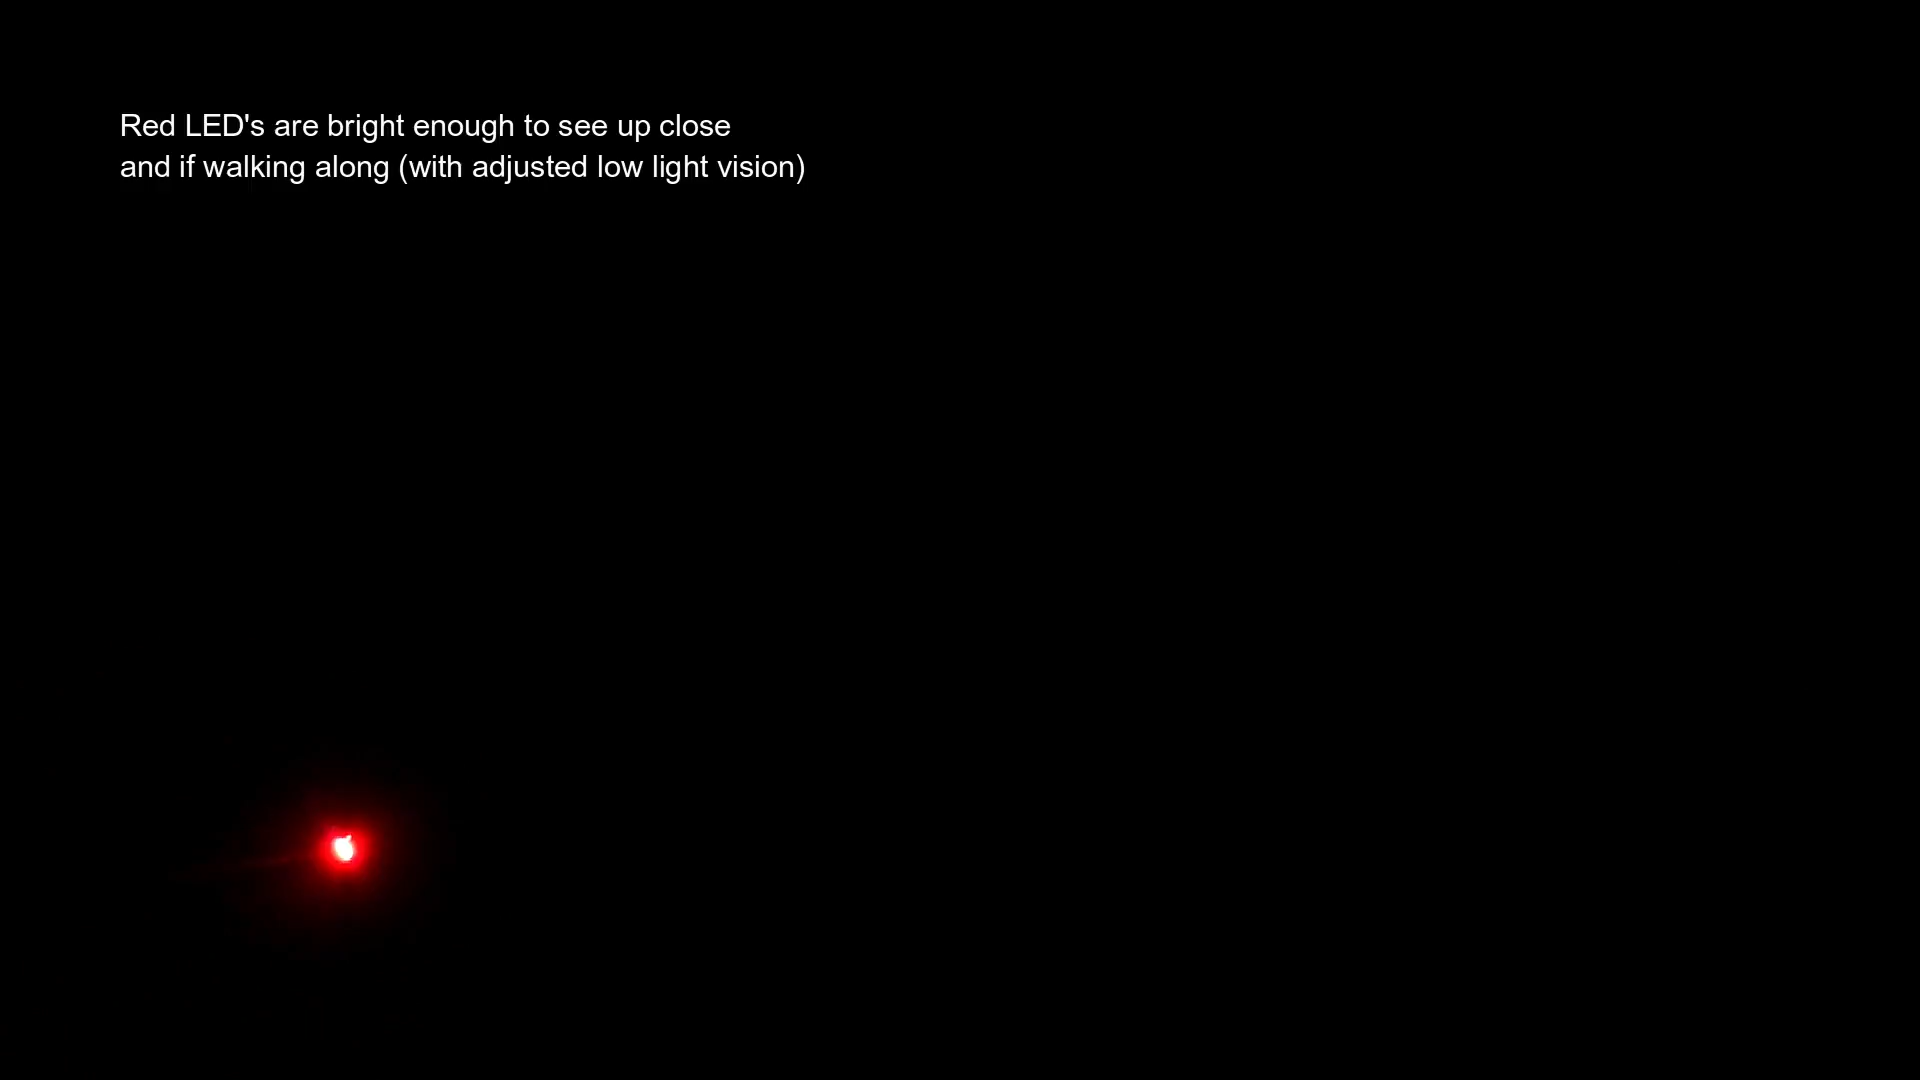 Red LED's are bright enough to see up close
and if walking along (with adjusted low light vision)